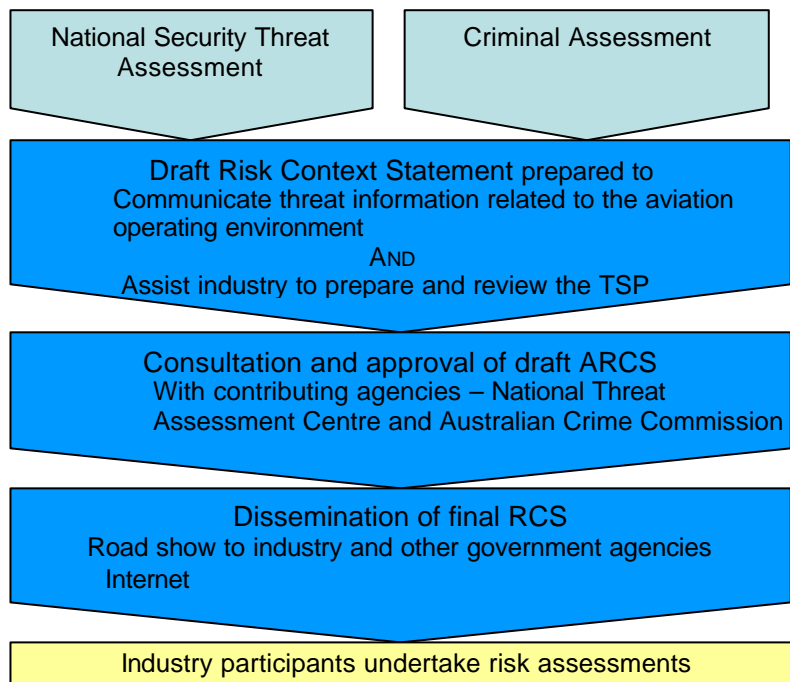 National Security Threat
Assessment
Criminal Assessment
Draft Risk Context Statement prepared to
Communicate threat information related to the aviation
operating environment
AND
Assist industry to prepare and review the TSP
Consultation and approval of draft ARCS
With contributing agencies – National Threat
Assessment Centre and Australian Crime Commission
Dissemination of final RCS
Road show to industry and other government agencies
Internet
Industry participants undertake risk assessments